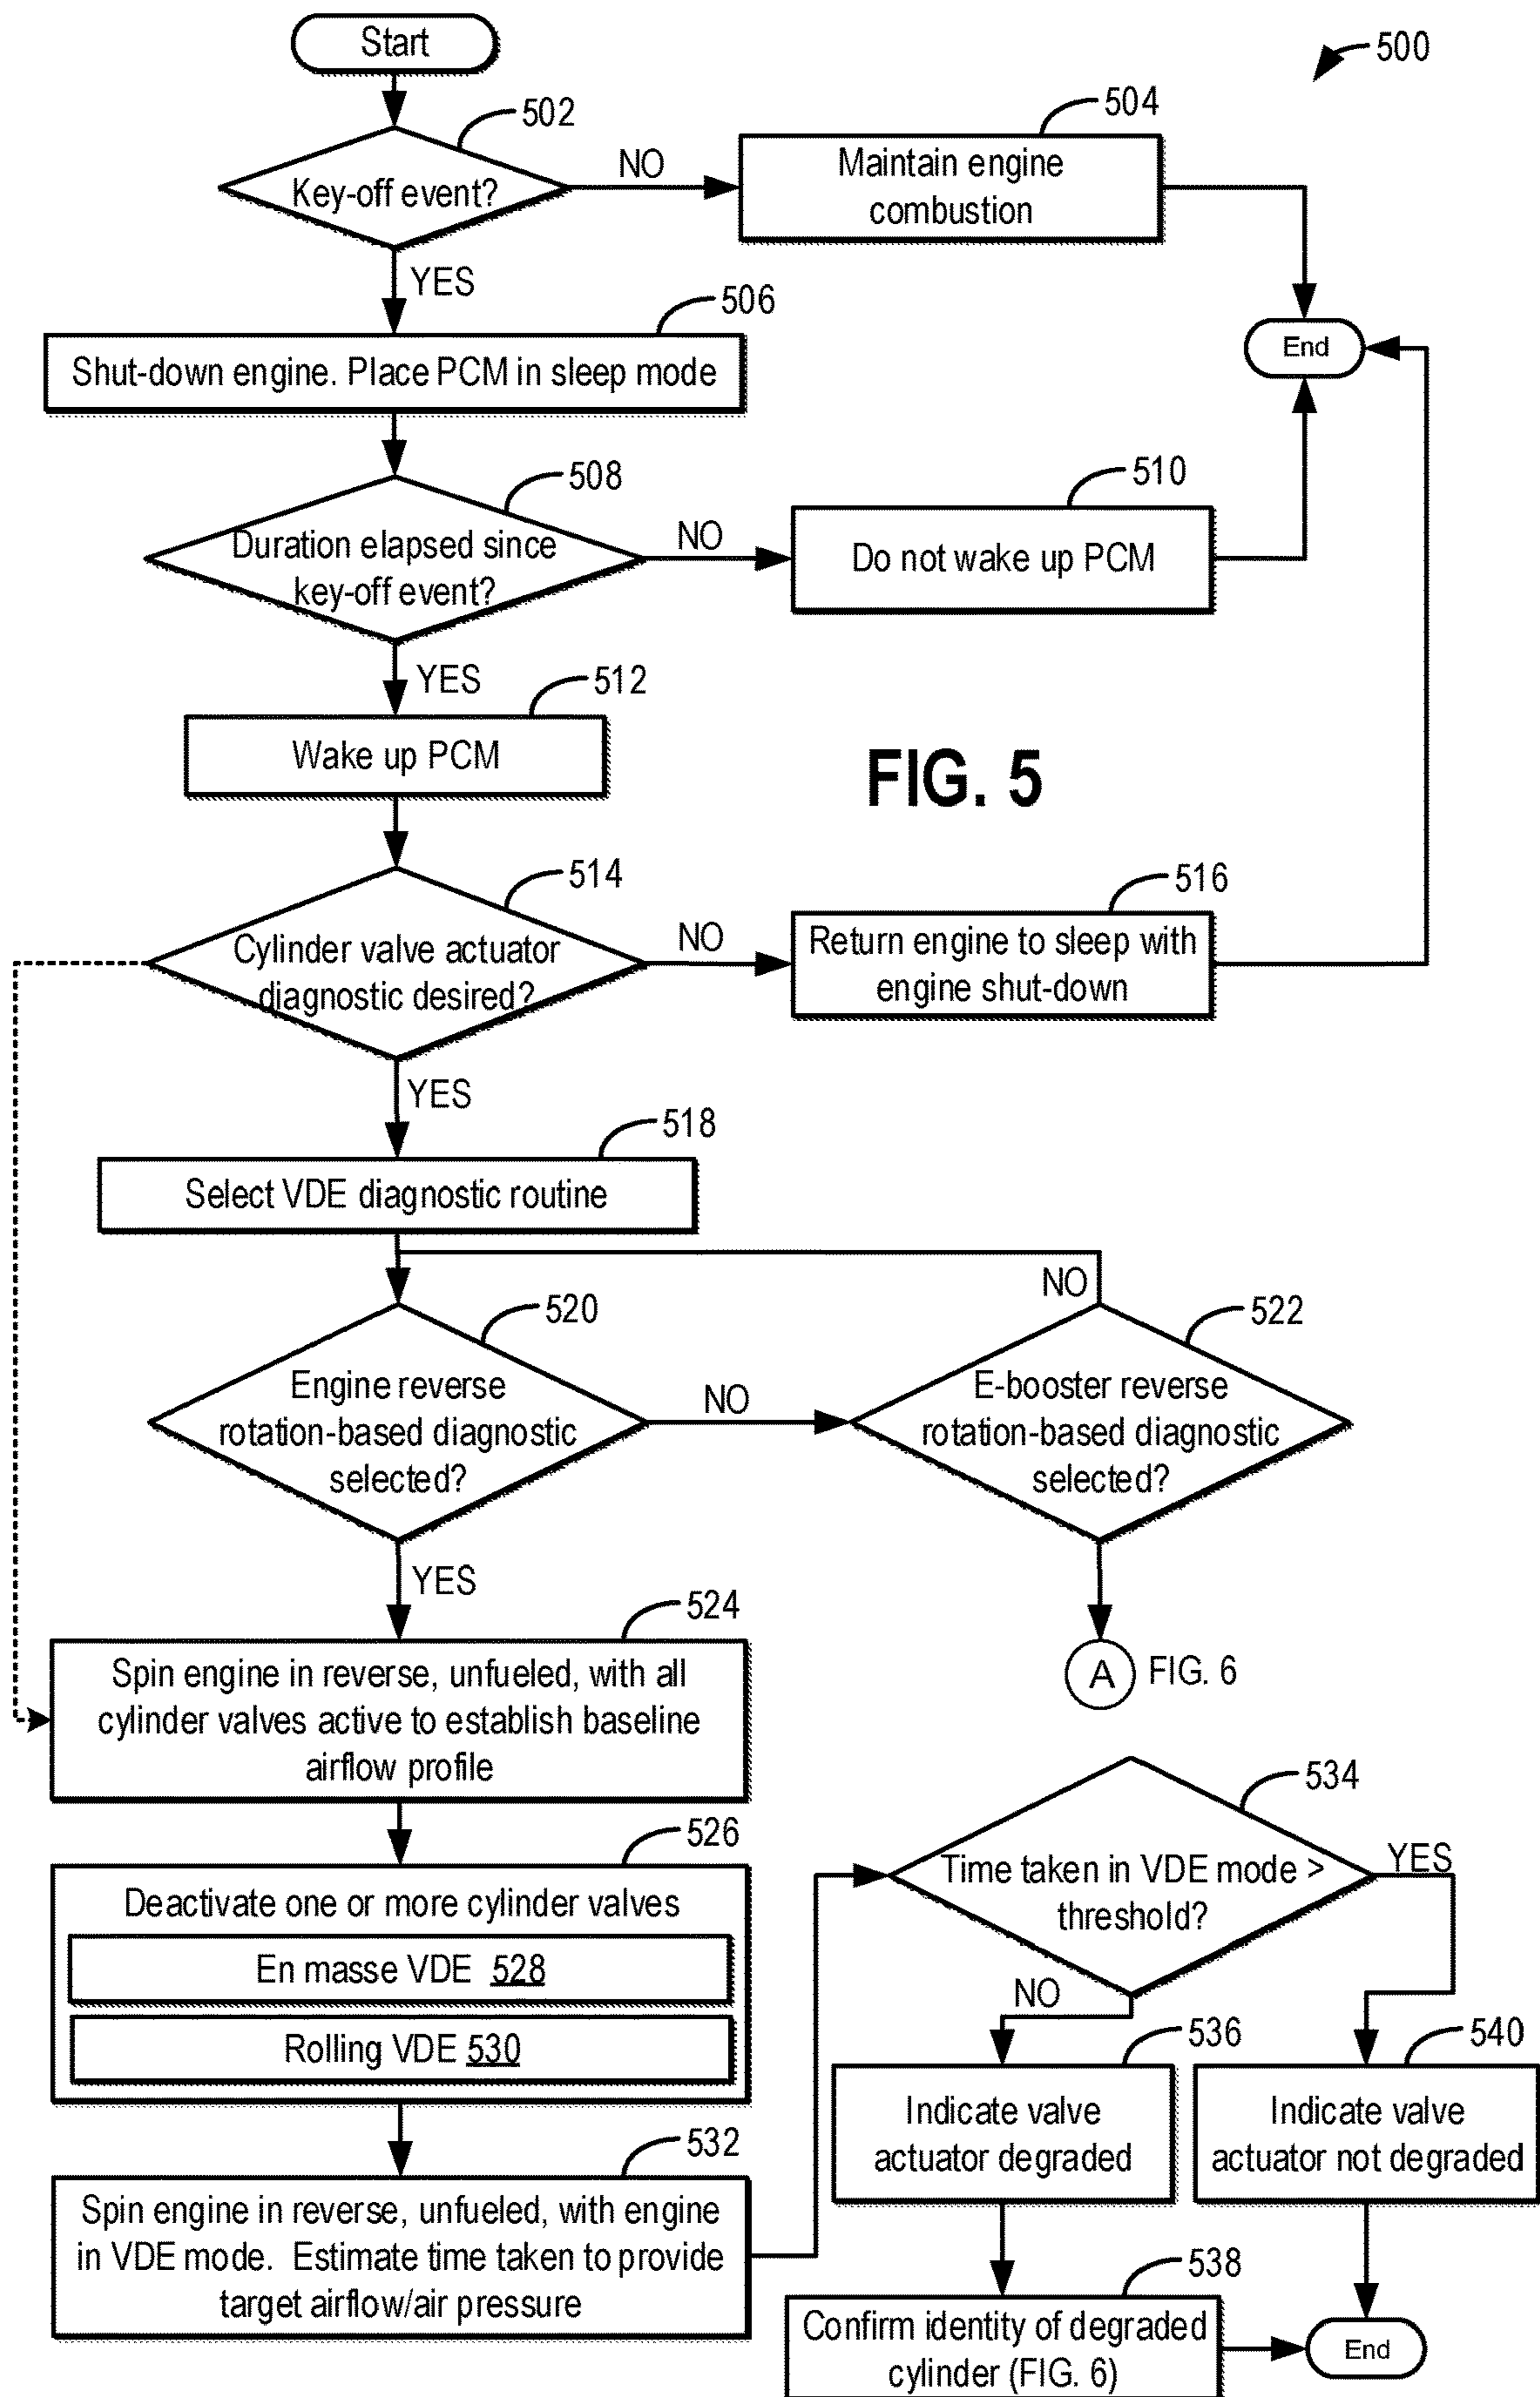 Start
500
502
Key-off event?
NO
504
Maintain engine
combustion
YES
506
Shut-down engine. Place PCM in sleep mode
End
508
Duration elapsed since
key-off event?
NO
510
Do not wake up PCM
YES
512
Wake up PCM
FIG. 5
514
Cylinder valve actuator
diagnostic desired?
NO
516
Return engine to sleep with
engine shut-down
YES
518
Select VDE diagnostic routine
NO
520
Engine reverse
rotation-based diagnostic
selected?
NO
522
E-booster reverse
rotation-based diagnostic
selected?
YES
524
Spin engine in reverse, unfueled, with all
cylinder valves active to establish baseline
airflow profile
A
FIG. 6
526
Deactivate one or more cylinder valves
En masse VDE 528
Rolling VDE 530
532
Spin engine in reverse, unfueled, with engine
in VDE mode. Estimate time taken to provide
target airflow/air pressure
534
Time taken in VDE mode >
threshold?
YES
NO
536
Indicate valve
actuator degraded
540
Indicate valve
actuator not degraded
538
Confirm identity of degraded
cylinder (FIG. 6)
End